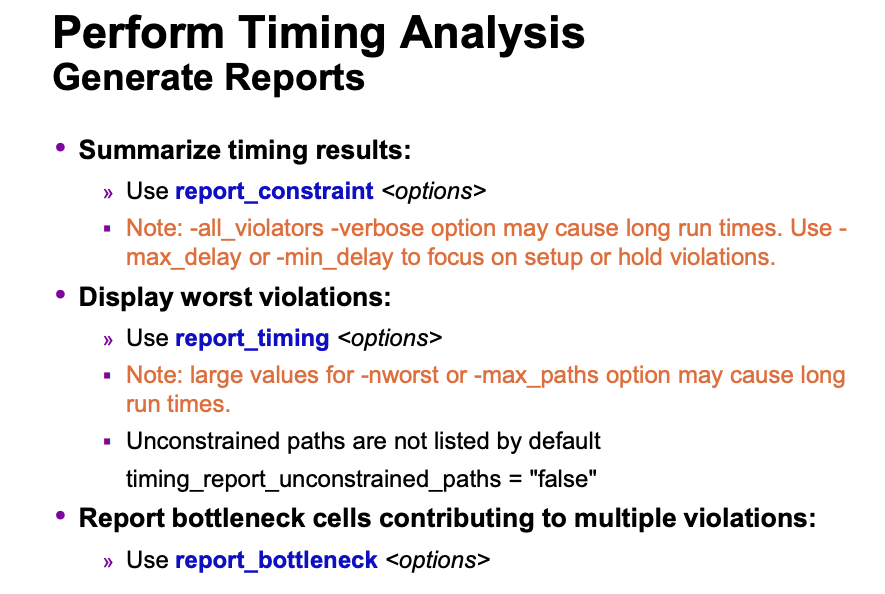 Perform Timing Analysis
Generate Reports
• Summarize timing results:
» Use report_constraint <options>
▪ Note: -all_violators -verbose option may cause long run times. Use -
max_delay or -min_delay to focus on setup or hold violations.
• Display worst violations:
» Use report_timing <options>
▪ Note: large values for -nworst or -max_paths option may cause long
run times.
▪ Unconstrained paths are not listed by default
timing_report_unconstrained_paths = "false"
• Report bottleneck cells contributing to multiple violations:
» Use report_bottleneck <options>